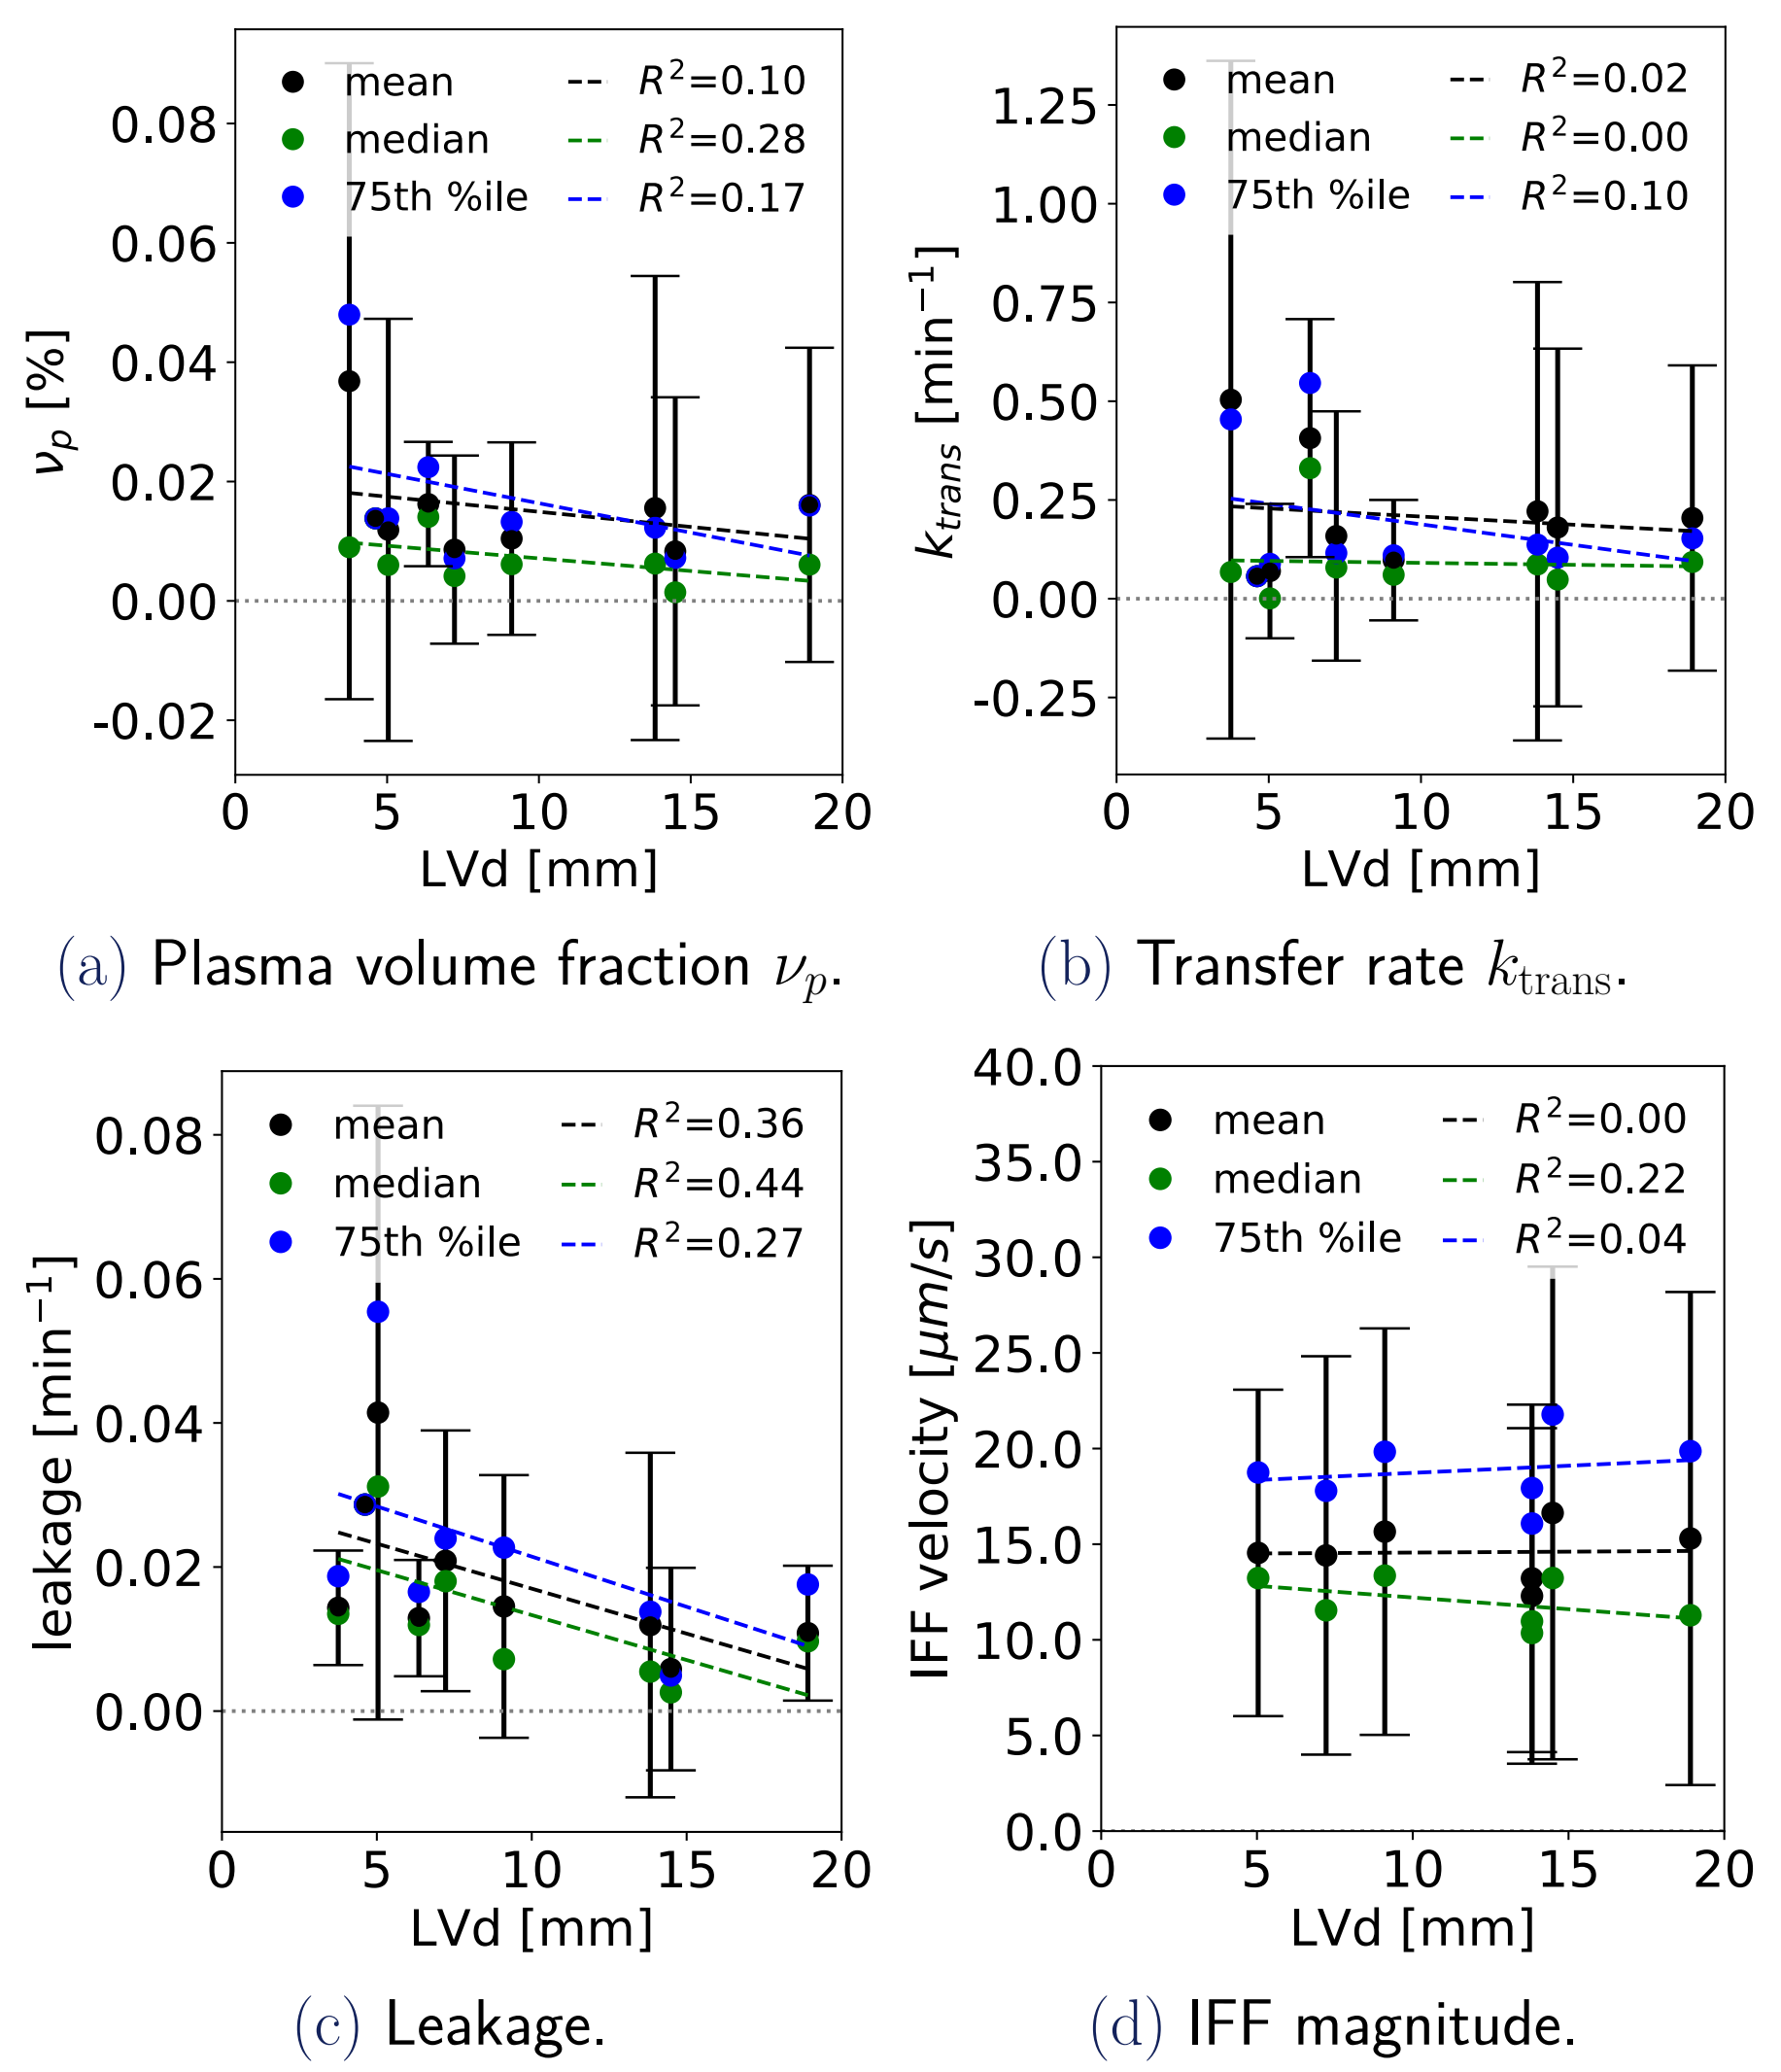 mean R²=0.10
median R²=0.28
75th %ile R²=0.17
0.08
0.06
0.04
0.02
0.00
-0.02
νp [%]
0 5 10 15 20
LVd [mm]
(a) Plasma volume fraction νp.
mean R²=0.02
median R²=0.00
75th %ile R²=0.10
1.25
1.00
0.75
0.50
0.25
0.00
-0.25
ktrans [min⁻¹]
0 5 10 15 20
LVd [mm]
(b) Transfer rate ktrans.
mean R²=0.36
median R²=0.44
75th %ile R²=0.27
0.08
0.06
0.04
0.02
0.00
leakage [min⁻¹]
0 5 10 15 20
LVd [mm]
(c) Leakage.
mean R²=0.00
median R²=0.22
75th %ile R²=0.04
40.0
35.0
30.0
25.0
20.0
15.0
10.0
5.0
0.0
IFF velocity [μm/s]
0 5 10 15 20
LVd [mm]
(d) IFF magnitude.